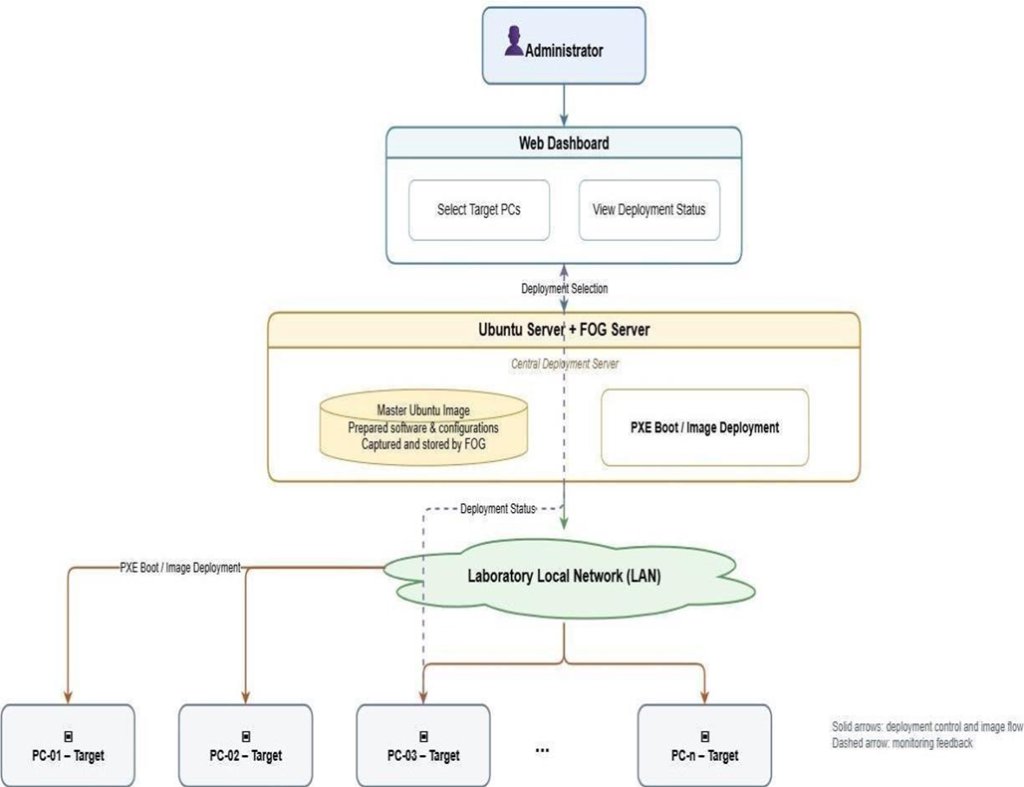 Administrator
Web Dashboard
Select Target PCs
View Deployment Status
Deployment Selection
Ubuntu Server + FOG Server
Central Deployment Server
Master Ubuntu Image
Prepared software & configurations
Captured and stored by FOG
PXE Boot / Image Deployment
Deployment Status
PXE Boot / Image Deployment
Laboratory Local Network (LAN)
PC-01 – Target
PC-02 – Target
PC-03 – Target
...
PC-n – Target
Solid arrows: deployment control and image flow
Dashed arrow: monitoring feedback